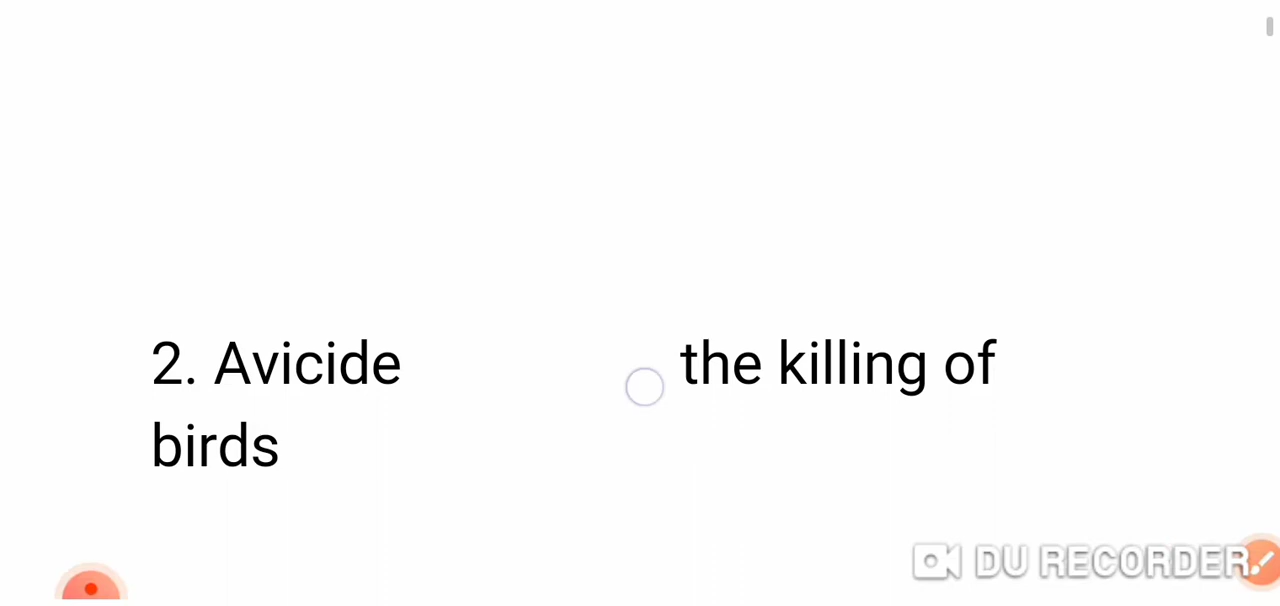 2. Avicide the killing of
birds
DU RECORDER